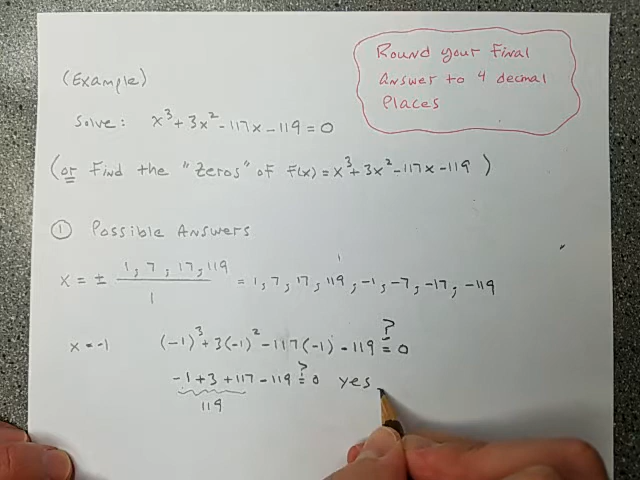 Round your Final
Answer to 4 decmal
Places
(Example)
Solve: x³+3x²-117x-119=0
(or Find the "Zeros" of f(x)=x³+3x²-117x-119)
① Possible Answers
x = ± 1, 7, 17, 119 / 1 = 1, 7, 17, 119, -1, -7, -17, -119
x = -1 (-1)³+3(-1)²-117(-1)-119 ?= 0
-1+3+117-119 ?= 0 yes
119